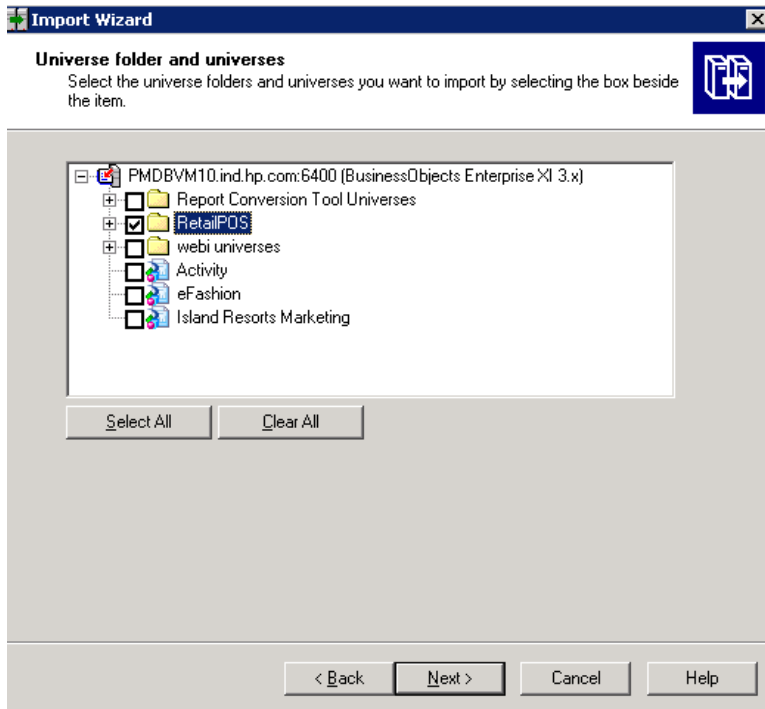 Import Wizard
Universe folder and universes
Select the universe folders and universes you want to import by selecting the box beside
the item.
PMDBVM10.ind.hp.com:6400 (BusinessObjects Enterprise XI 3.x)
Report Conversion Tool Universes
RetailPOS
webi universes
Activity
eFashion
Island Resorts Marketing
Select All Clear All
< Back Next > Cancel Help